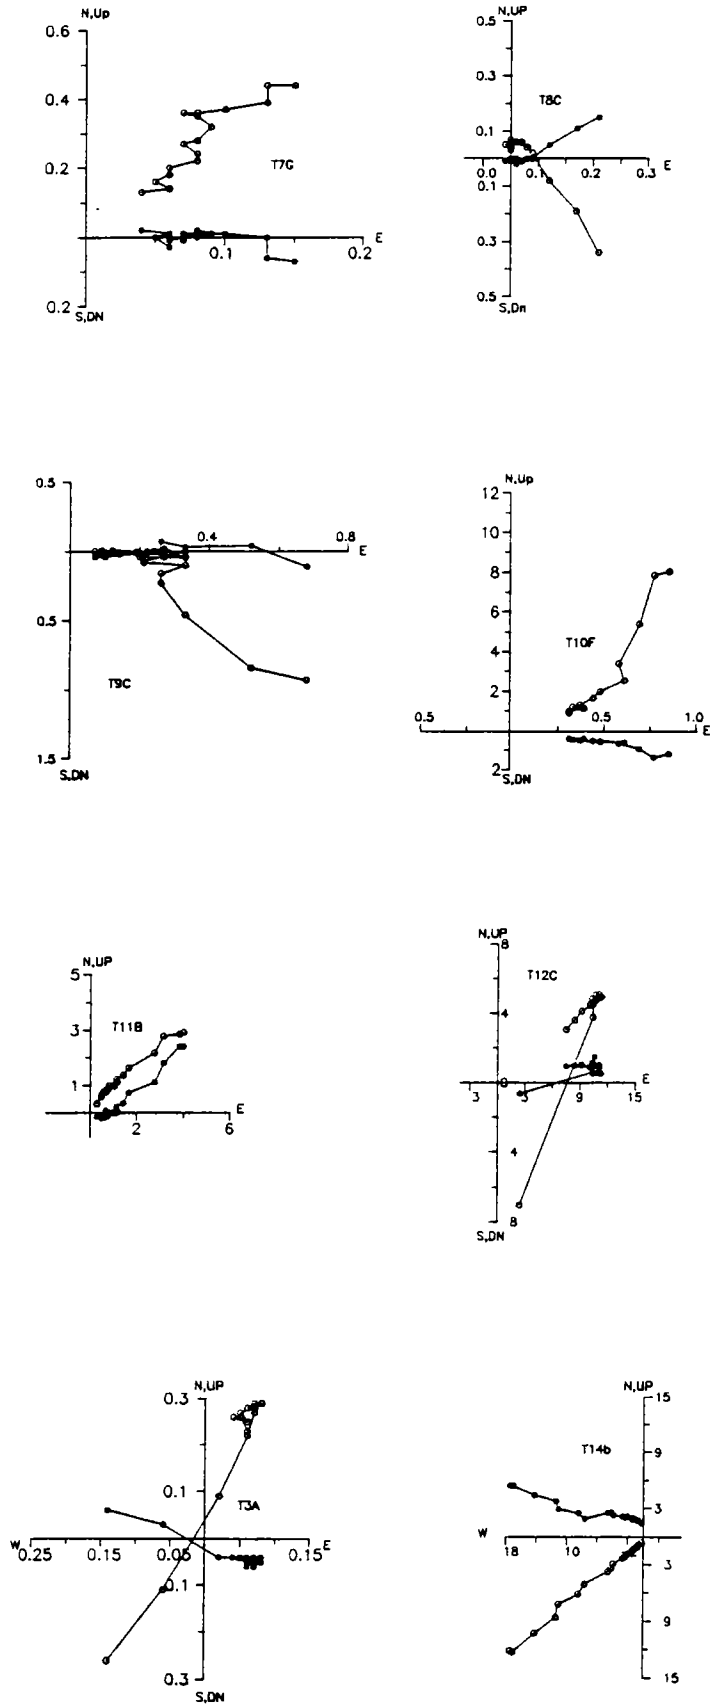 N,Up
0.6
0.4
T7G
0.2
E
0.1
0.2
0.2
S,DN
N,UP
0.5
0.3
T8C
0.1
E
0.0
0.1
0.2
0.3
0.1
0.3
0.5
S,Dn
0.5
0.4
0.8
E
0.5
T9C
1.5
S,DN
N,Up
12
10
8
6
T10F
4
2
0.5
0.5
1.0
E
2
S,DN
N,UP
5
T11B
3
1
E
2
6
N,UP
8
T12C
4
E
3
0
9
15
4
8
S,DN
N,UP
0.3
0.1
T3A
W
E
0.25
0.15
0.05
0.15
0.1
0.3
S,DN
N,UP
15
T14b
9
3
W
18
10
3
9
15